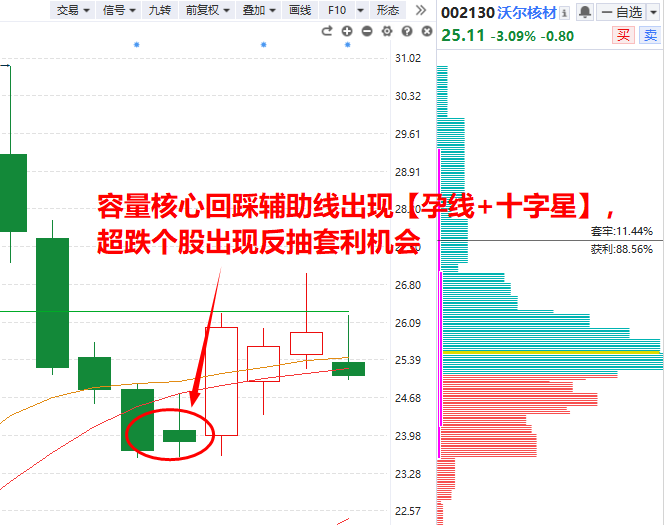 交易 信号 九转 前复权 叠加 画线 F10 形态
002130 沃尔核材 自选
25.11 -3.09% -0.80 买 卖
31.02
30.32
29.61
28.91
容量核心回踩辅助线出现【孕线+十字星】,
超跌个股出现反抽套利机会
套牢:11.44%
获利:88.56%
26.80
26.09
25.39
24.68
23.98
23.28
22.57